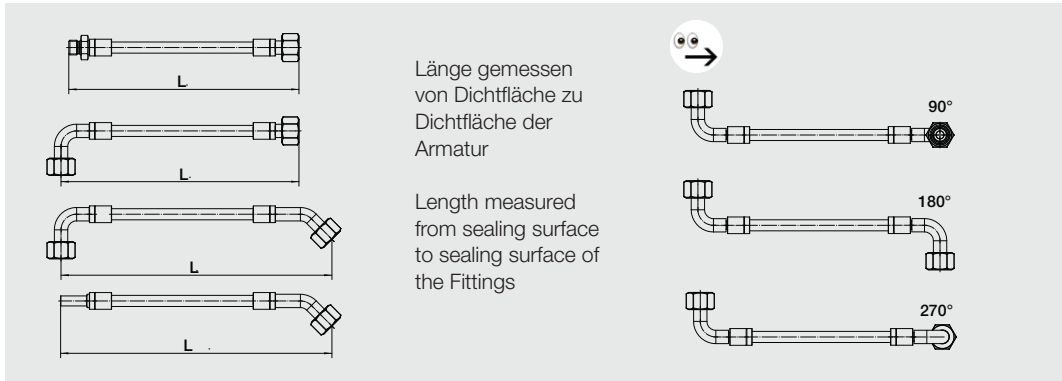 L
L
L
L
Länge gemessen
von Dichtfläche zu
Dichtfläche der
Armatur
Length measured
from sealing surface
to sealing surface of
the Fittings
90°
180°
270°